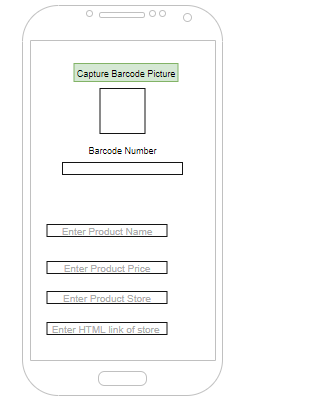 Capture Barcode Picture
Barcode Number
Enter Product Name
Enter Product Price
Enter Product Store
Enter HTML link of store